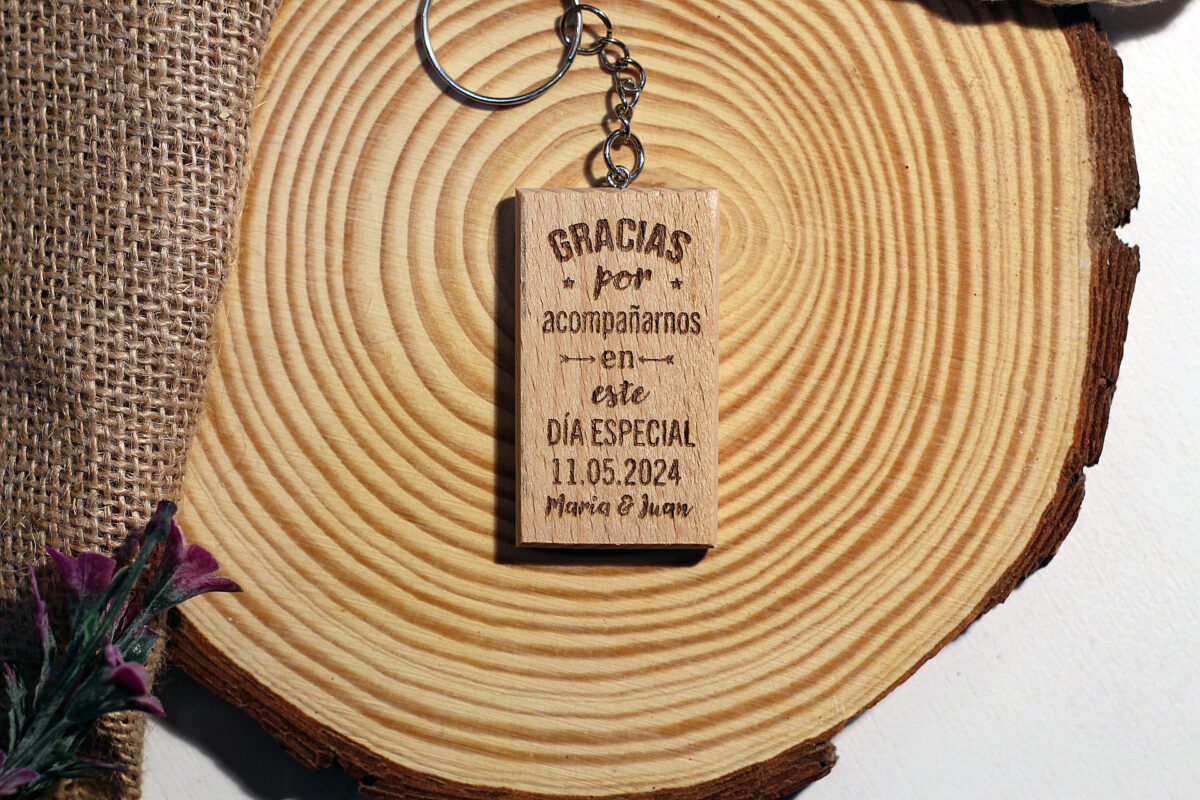 GRACIAS
por
acompañarnos
en
este
DÍA ESPECIAL
11.05.2024
Maria & Juan